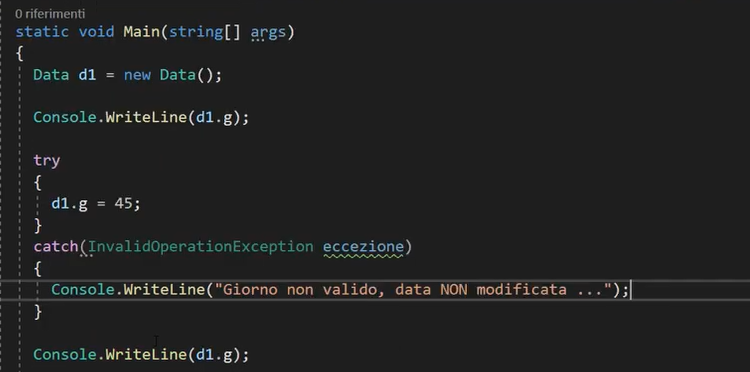 0 riferimenti
static void Main(string[] args)
{
Data d1 = new Data();
Console.WriteLine(d1.g);
try
{
d1.g = 45;
}
catch(InvalidOperationException eccezione)
{
Console.WriteLine("Giorno non valido, data NON modificata ...");
}
Console.WriteLine(d1.g);